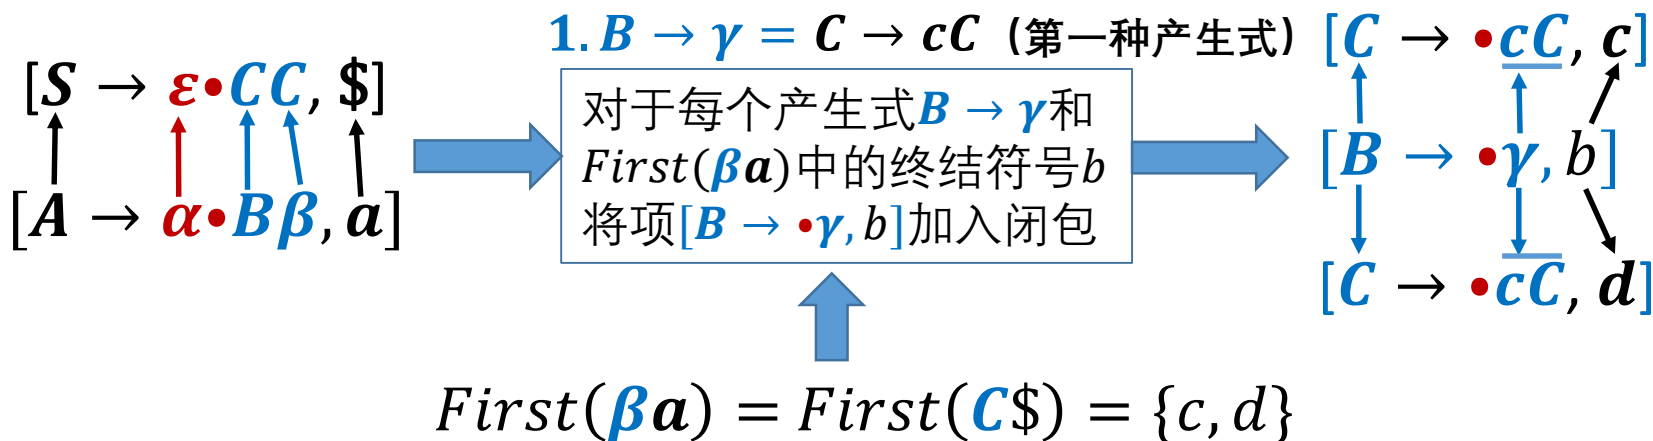 1. B → γ = C → cC (第一种产生式)
[S → ε•CC, $]
[A → α•Bβ, a]
对于每个产生式B → γ和
First(βa)中的终结符号b
将项[B → •γ, b]加入闭包
[C → •cC, c]
[B → •γ, b]
[C → •cC, d]
First(βa) = First(C$) = {c, d}